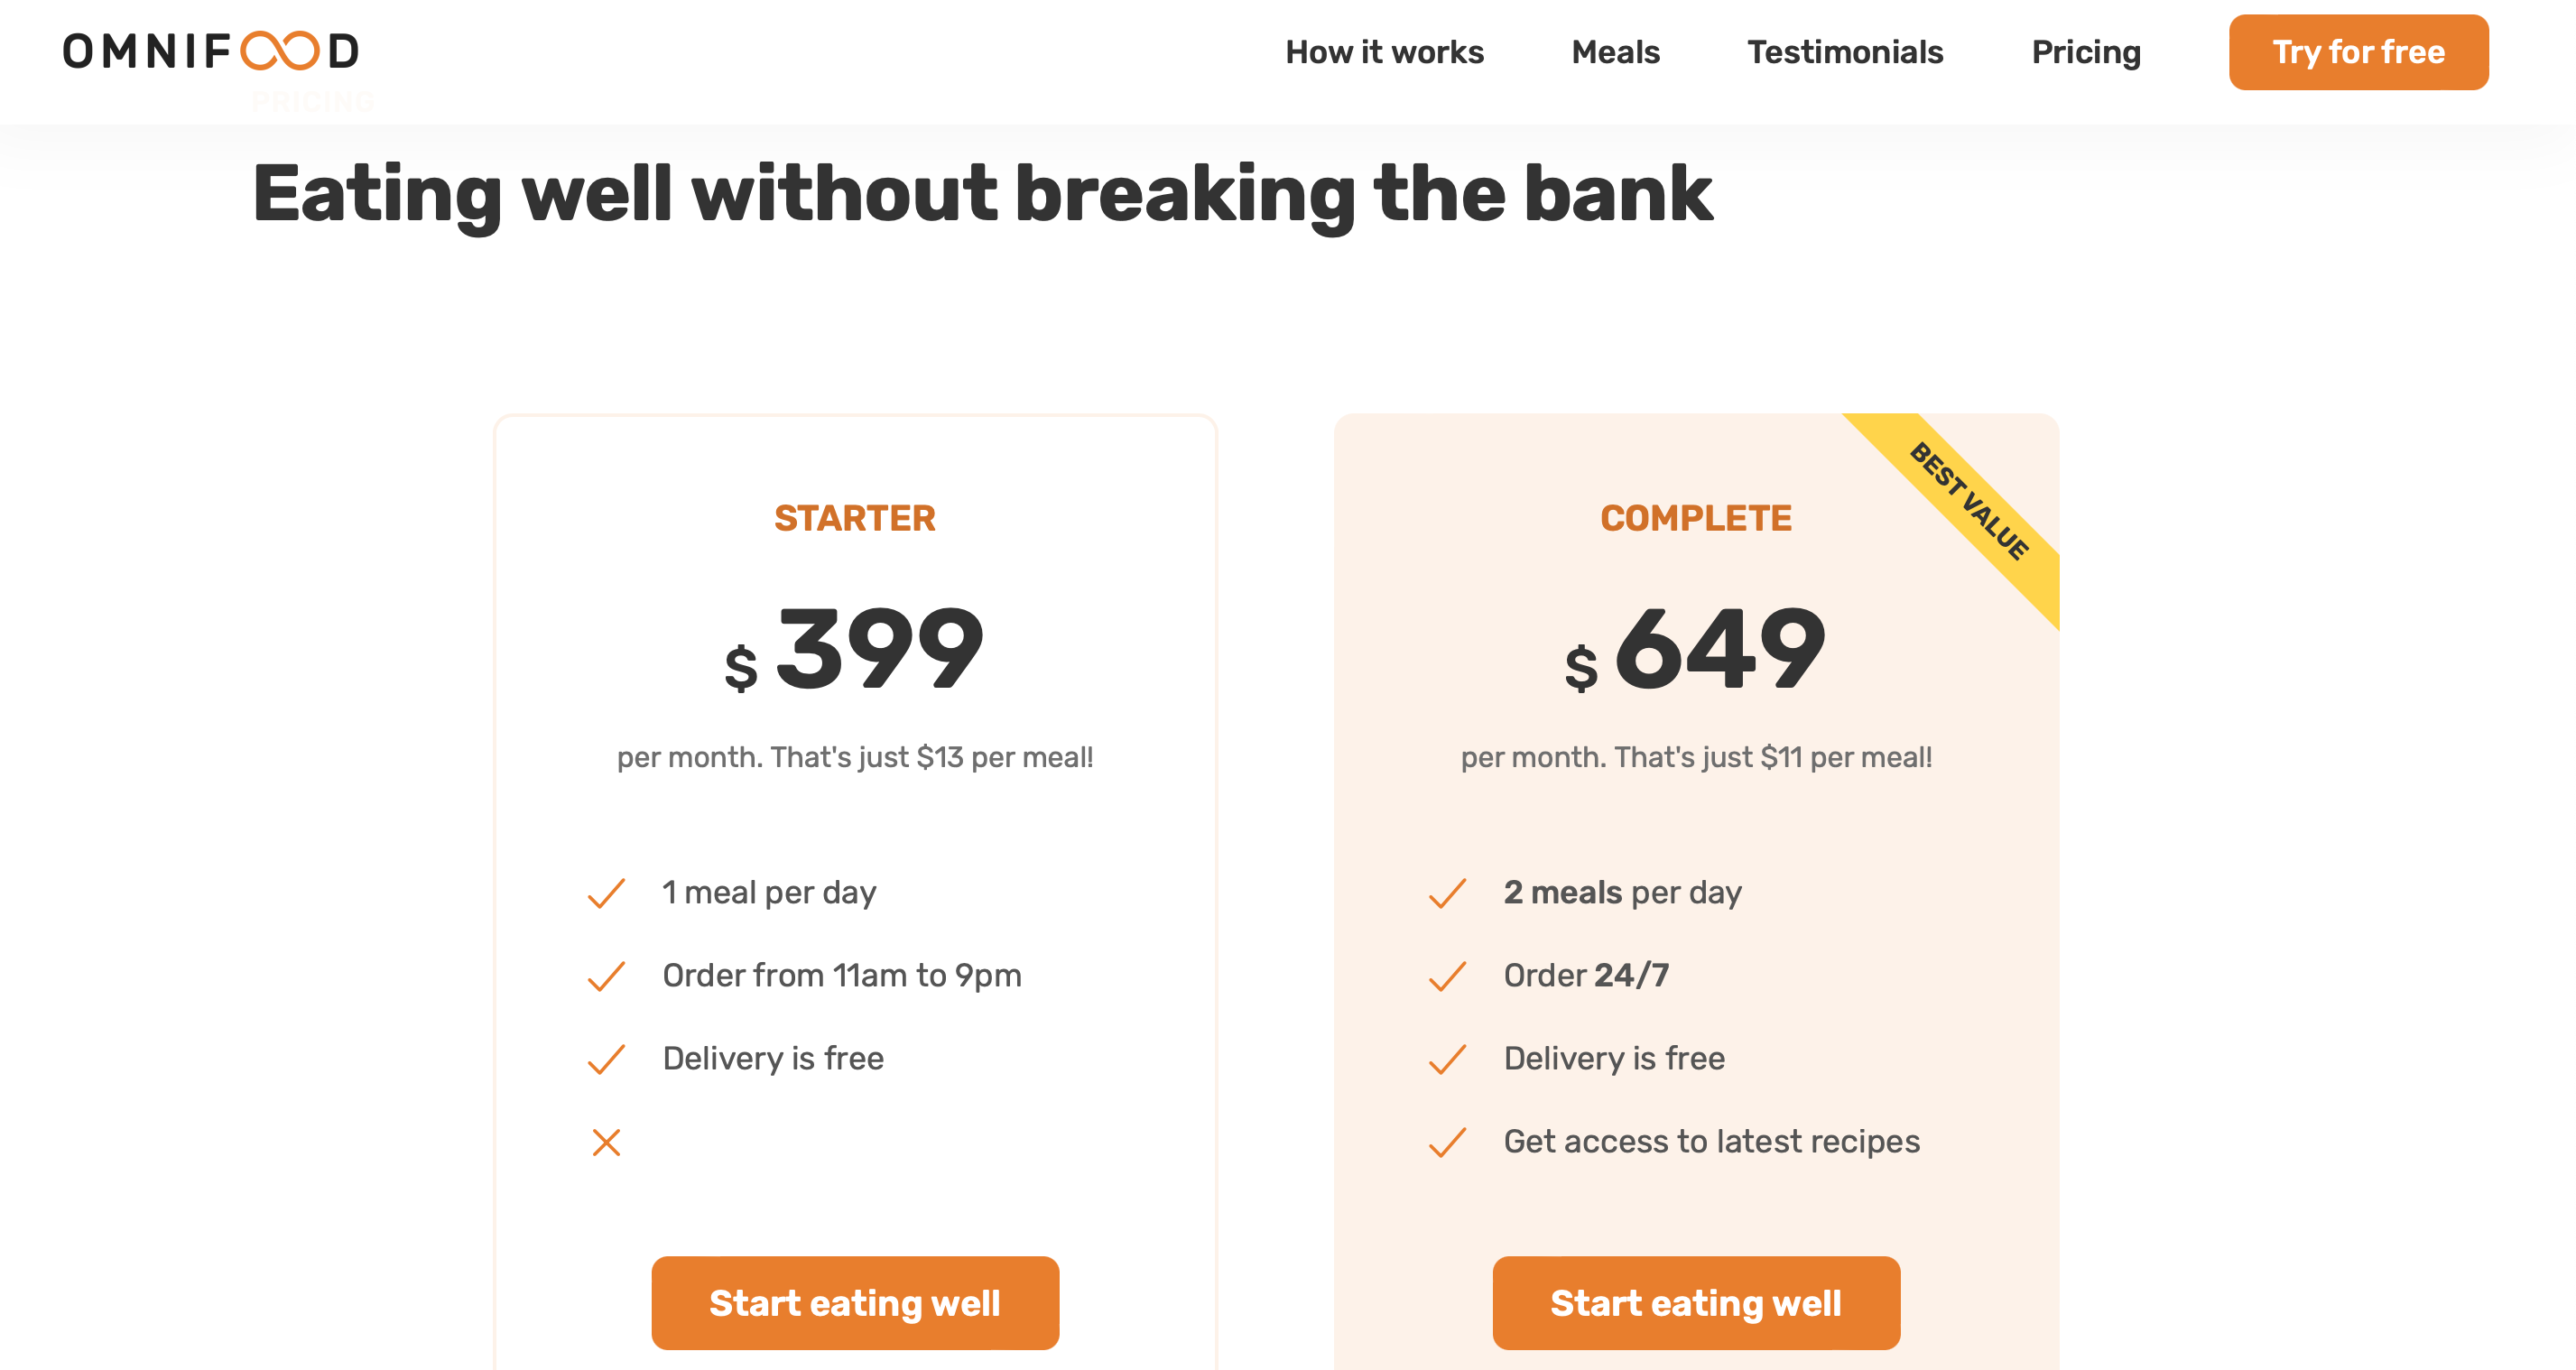 OMNIFOOD
How it works
Meals
Testimonials
Pricing
Try for free
PRICING
Eating well without breaking the bank
STARTER
$ 399
per month. That's just $13 per meal!
1 meal per day
Order from 11am to 9pm
Delivery is free
Start eating well
BEST VALUE
COMPLETE
$ 649
per month. That's just $11 per meal!
2 meals per day
Order 24/7
Delivery is free
Get access to latest recipes
Start eating well